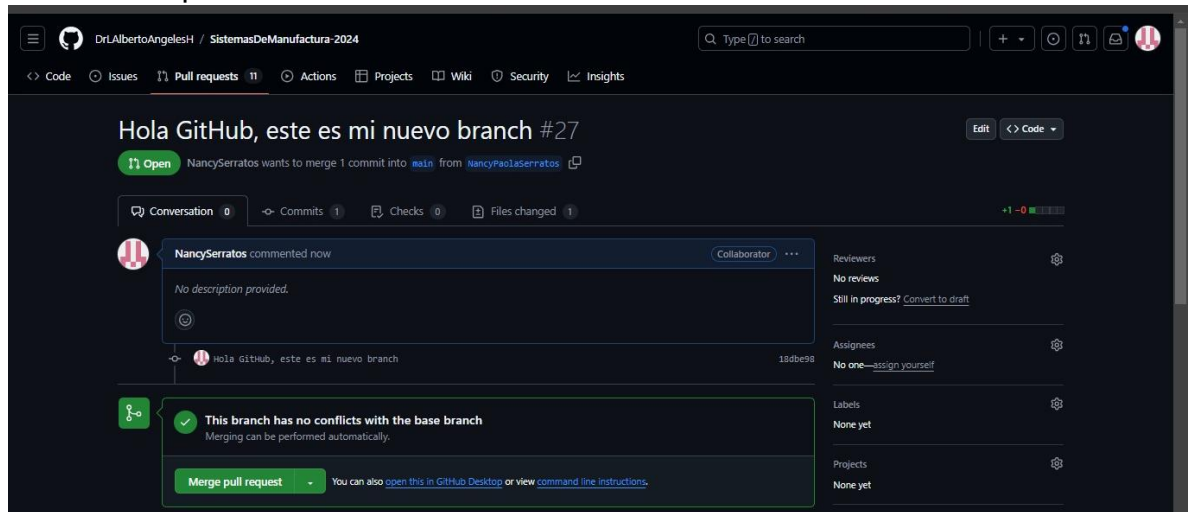 DrLAlbertoAngelesH / SistemasDeManufactura-2024
Type / to search
Code Issues Pull requests 11 Actions Projects Wiki Security Insights
Hola GitHub, este es mi nuevo branch #27
Edit <> Code
Open NancySerratos wants to merge 1 commit into main from NancyPaolaSerratos
Conversation 0 Commits 1 Checks 0 Files changed 1
+1 −0
NancySerratos commented now
Collaborator
No description provided.
Hola GitHub, este es mi nuevo branch
18dbe98
This branch has no conflicts with the base branch
Merging can be performed automatically.
Merge pull request
You can also open this in GitHub Desktop or view command line instructions.
Reviewers
No reviews
Still in progress? Convert to draft
Assignees
No one—assign yourself
Labels
None yet
Projects
None yet